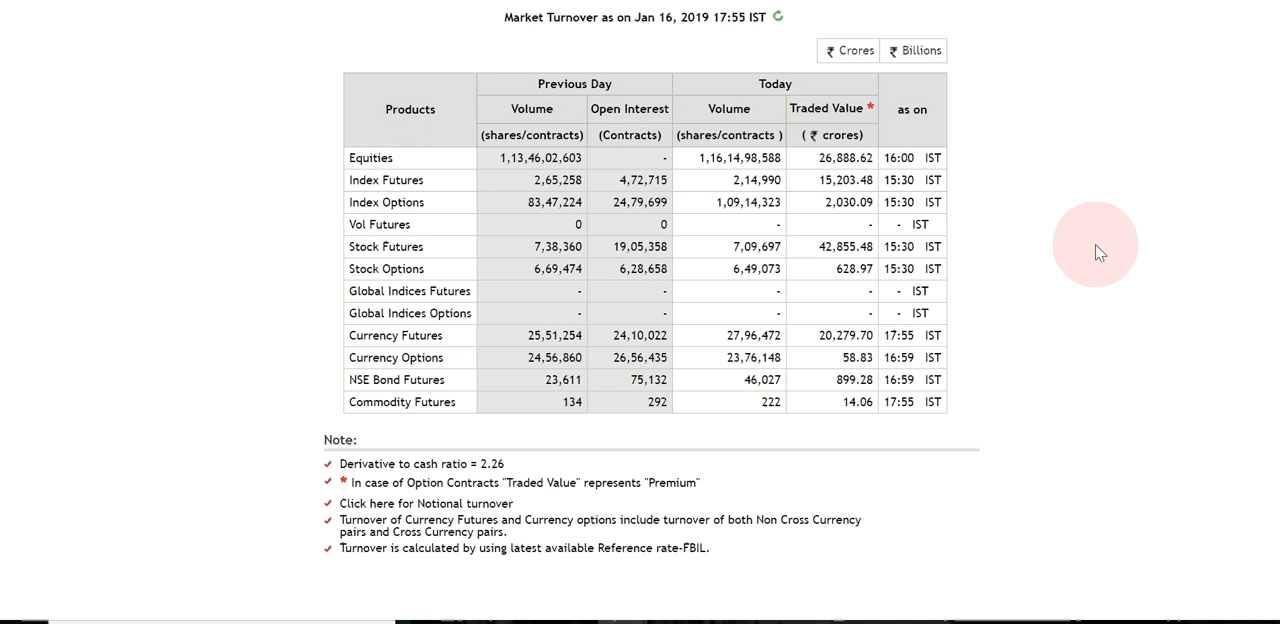 Market Turnover as on Jan 16, 2019 17:55 IST
₹ Crores ₹ Billions
Products Previous Day Today as on
Volume Open Interest Volume Traded Value *
(shares/contracts) (Contracts) (shares/contracts ) ( ₹ crores)
Equities 1,13,46,02,603 - 1,16,14,98,588 26,888.62 16:00 IST
Index Futures 2,65,258 4,72,715 2,14,990 15,203.48 15:30 IST
Index Options 83,47,224 24,79,699 1,09,14,323 2,030.09 15:30 IST
Vol Futures 0 0 - - - IST
Stock Futures 7,38,360 19,05,358 7,09,697 42,855.48 15:30 IST
Stock Options 6,69,474 6,28,658 6,49,073 628.97 15:30 IST
Global Indices Futures - - - - - IST
Global Indices Options - - - - - IST
Currency Futures 25,51,254 24,10,022 27,96,472 20,279.70 17:55 IST
Currency Options 24,56,860 26,56,435 23,76,148 58.83 16:59 IST
NSE Bond Futures 23,611 75,132 46,027 899.28 16:59 IST
Commodity Futures 134 292 222 14.06 17:55 IST
Note:
Derivative to cash ratio = 2.26
* In case of Option Contracts "Traded Value" represents "Premium"
Click here for Notional turnover
Turnover of Currency Futures and Currency options include turnover of both Non Cross Currency
pairs and Cross Currency pairs.
Turnover is calculated by using latest available Reference rate-FBIL.